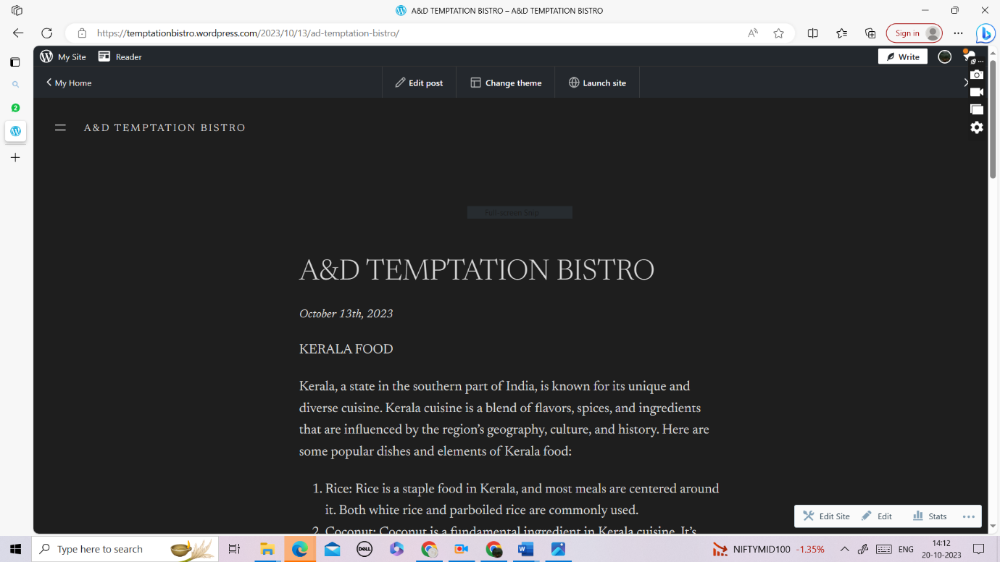 A&D TEMPTATION BISTRO – A&D TEMPTATION BISTRO
https://temptationbistro.wordpress.com/2023/10/13/ad-temptation-bistro/
Sign in
My Site
Reader
Write
My Home
Edit post
Change theme
Launch site
2
A&D TEMPTATION BISTRO
Full-screen Snip
A&D TEMPTATION BISTRO
October 13th, 2023
KERALA FOOD
Kerala, a state in the southern part of India, is known for its unique and
diverse cuisine. Kerala cuisine is a blend of flavors, spices, and ingredients
that are influenced by the region’s geography, culture, and history. Here are
some popular dishes and elements of Kerala food:
1. Rice: Rice is a staple food in Kerala, and most meals are centered around
it. Both white rice and parboiled rice are commonly used.
2. Coconut: Coconut is a fundamental ingredient in Kerala cuisine. It’s
Edit Site
Edit
Stats
Type here to search
DELL
NIFTYMID100 -1.35%
ENG
14:12
20-10-2023